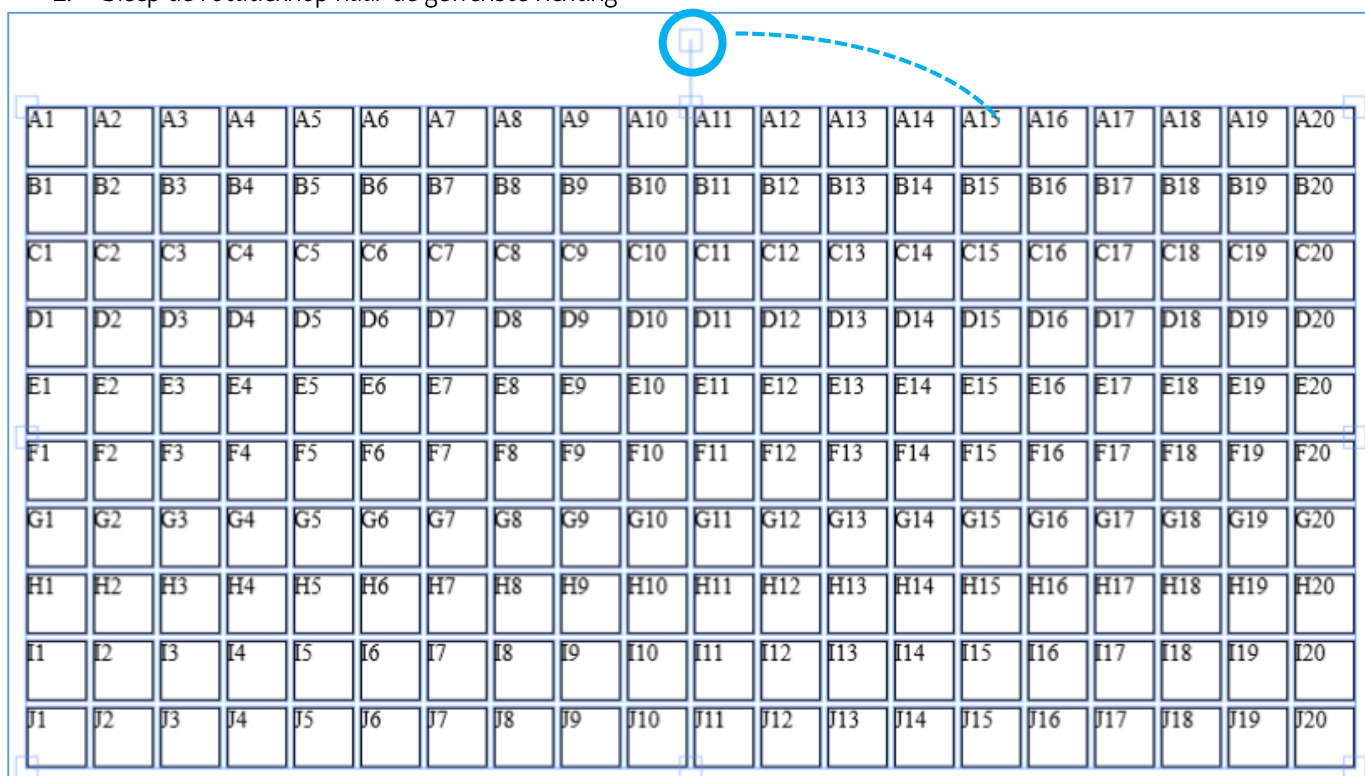 A1 A2 A3 A4 A5 A6 A7 A8 A9 A10 A11 A12 A13 A14 A15 A16 A17 A18 A19 A20
B1 B2 B3 B4 B5 B6 B7 B8 B9 B10 B11 B12 B13 B14 B15 B16 B17 B18 B19 B20
C1 C2 C3 C4 C5 C6 C7 C8 C9 C10 C11 C12 C13 C14 C15 C16 C17 C18 C19 C20
D1 D2 D3 D4 D5 D6 D7 D8 D9 D10 D11 D12 D13 D14 D15 D16 D17 D18 D19 D20
E1 E2 E3 E4 E5 E6 E7 E8 E9 E10 E11 E12 E13 E14 E15 E16 E17 E18 E19 E20
F1 F2 F3 F4 F5 F6 F7 F8 F9 F10 F11 F12 F13 F14 F15 F16 F17 F18 F19 F20
G1 G2 G3 G4 G5 G6 G7 G8 G9 G10 G11 G12 G13 G14 G15 G16 G17 G18 G19 G20
H1 H2 H3 H4 H5 H6 H7 H8 H9 H10 H11 H12 H13 H14 H15 H16 H17 H18 H19 H20
I1 I2 I3 I4 I5 I6 I7 I8 I9 I10 I11 I12 I13 I14 I15 I16 I17 I18 I19 I20
J1 J2 J3 J4 J5 J6 J7 J8 J9 J10 J11 J12 J13 J14 J15 J16 J17 J18 J19 J20